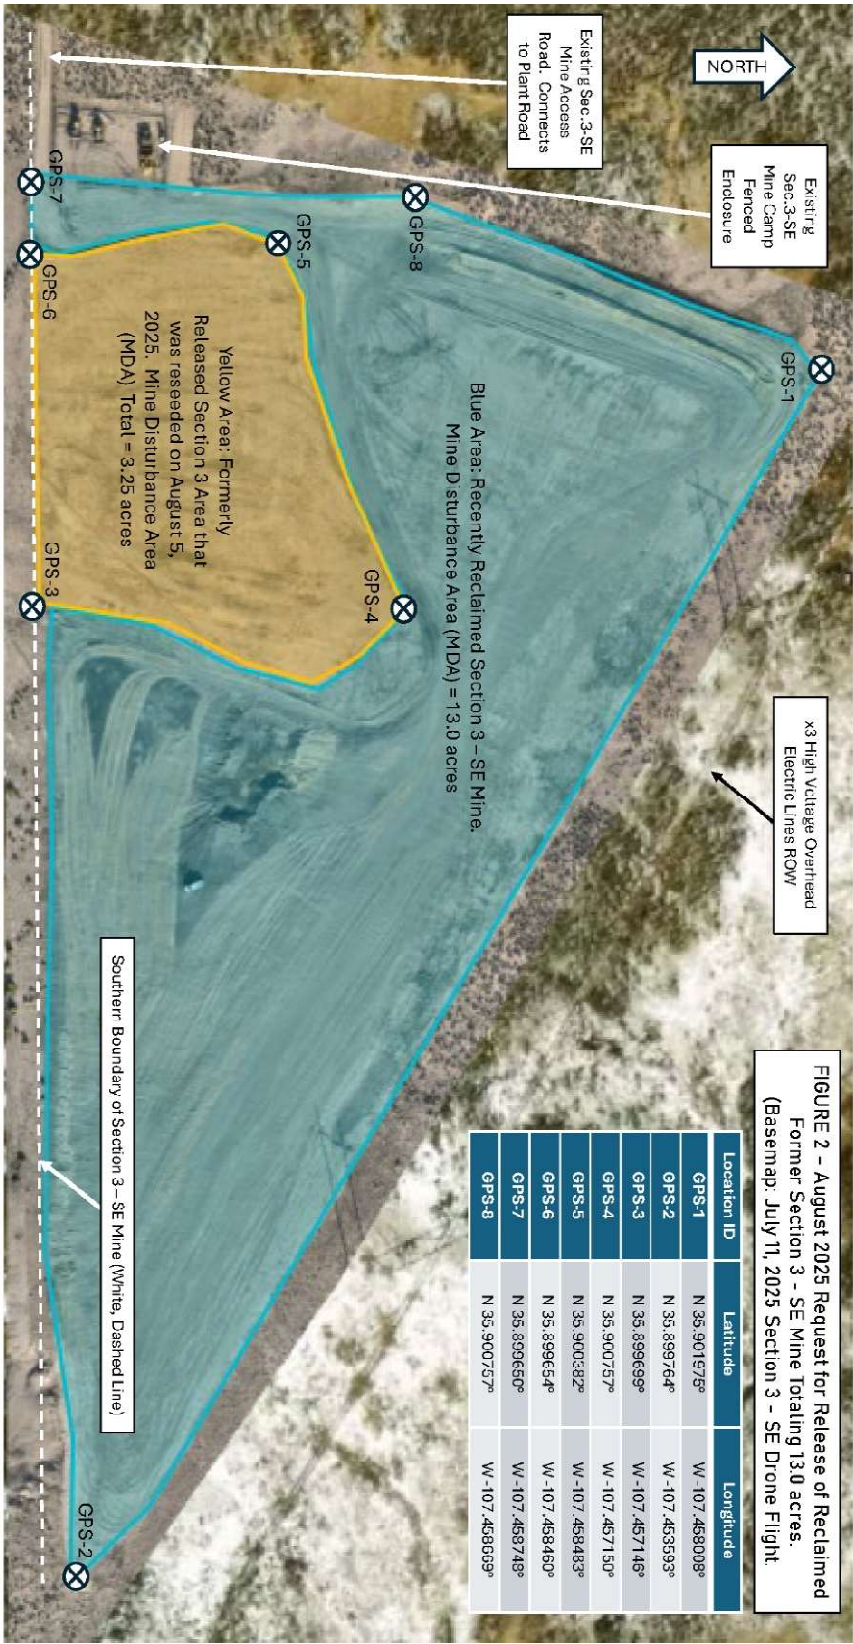 FIGURE 2 – August 2025 Request for Release of Reclaimed
Former Section 3 - SE Mine Totaling 13.0 acres.
(Basemap: July 11, 2025 Section 3 – SE Drone Flight
NORTH
Existing Sec.3-SE
Mine Access
Road. Connects
to Plant Road
Existing
Sec.3-SE
Mine Camp
Fenced
Enclosure
x3 High Voltage Overhead
Electric Lines ROW
Location ID Latitude Longitude
GPS-1 N 35.901975° W -107.458008°
GPS-2 N 35.899764° W -107.453593°
GPS-3 N 35.899699° W -107.457146°
GPS-4 N 35.900757° W -107.457150°
GPS-5 N 35.900382° W -107.458483°
GPS-6 N 35.899654° W -107.458460°
GPS-7 N 35.899650° W -107.458748°
GPS-8 N 35.900757° W -107.458669°
GPS-1
GPS-8
GPS-5
GPS-7
GPS-6
GPS-4
GPS-3
GPS-2
Blue Area: Recently Reclaimed Section 3 – SE Mine.
Mine Disturbance Area (MDA) = 13.0 acres
Yellow Area: Formerly
Released Section 3 Area that
was reseeded on August 5,
2025. Mine Disturbance Area
(MDA) Total = 3.25 acres
Southern Boundary of Section 3 – SE Mine (White, Dashed Line)